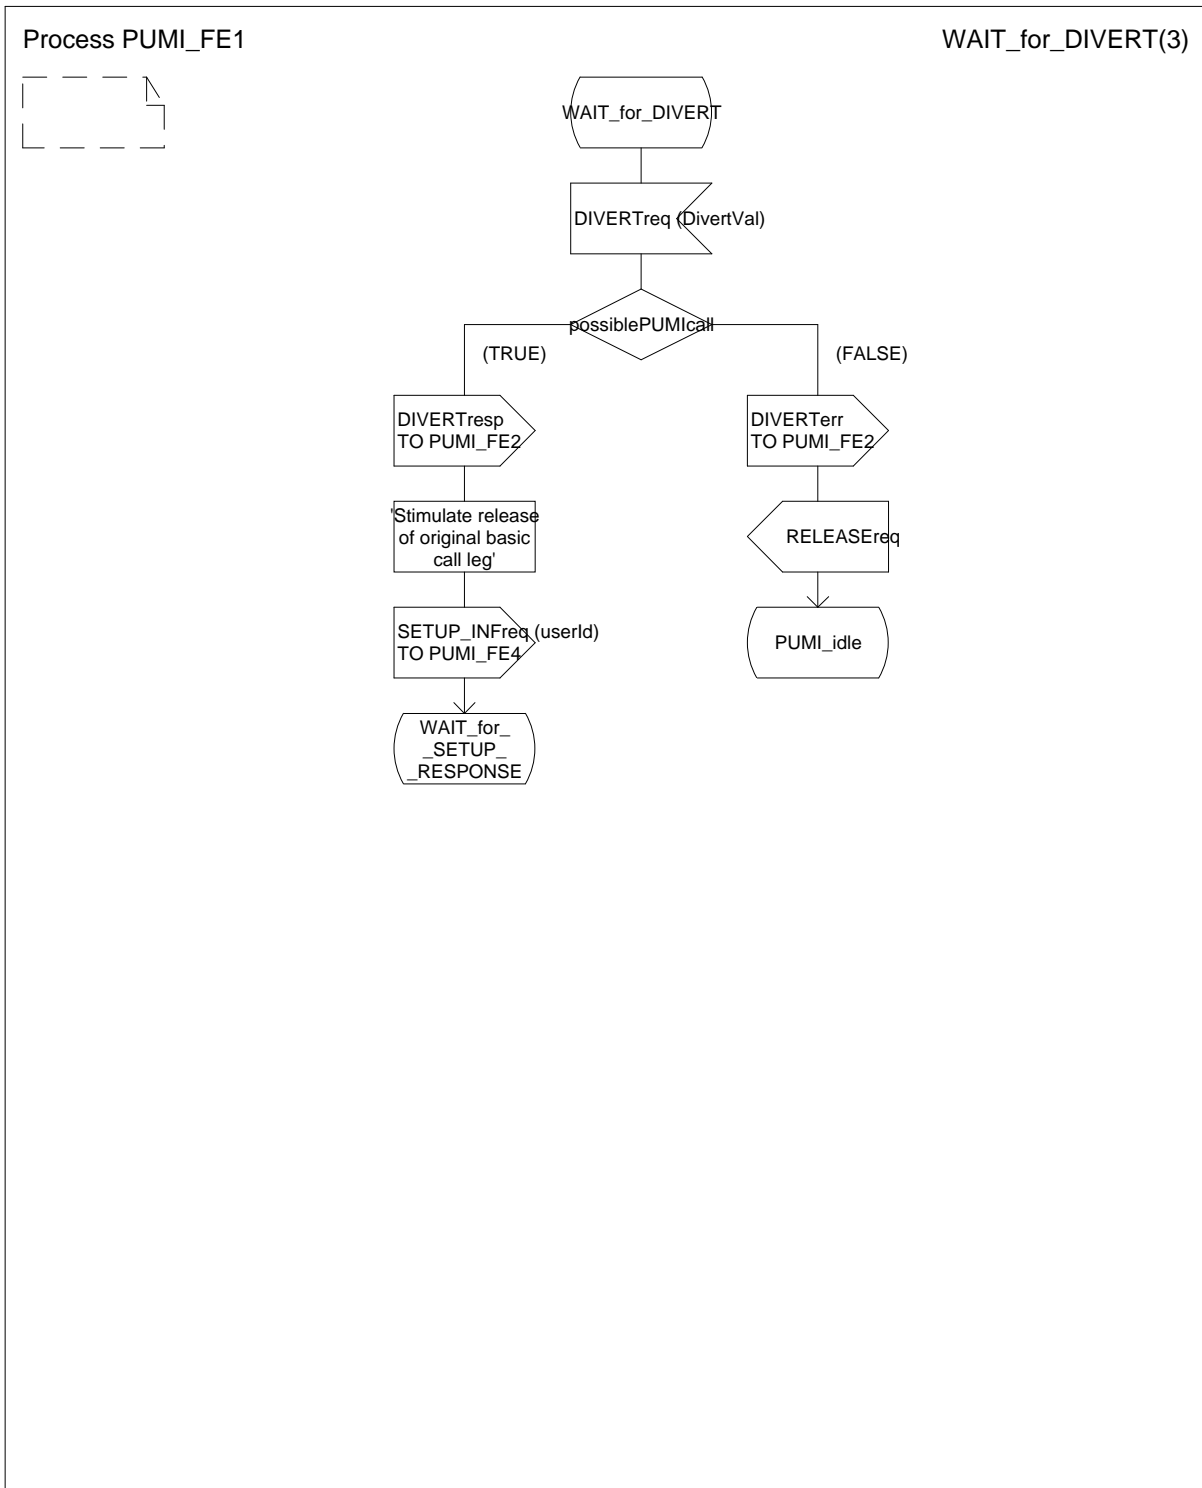 Process PUMI_FE1
WAIT_for_DIVERT(3)
WAIT_for_DIVERT
DIVERTreq (DivertVal)
possiblePUMIcall
(TRUE)
(FALSE)
DIVERTresp
TO PUMI_FE2
DIVERTerr
TO PUMI_FE2
'Stimulate release
of original basic
call leg'
RELEASEreq
SETUP_INFreq (userId)
TO PUMI_FE4
PUMI_idle
WAIT_for_
_SETUP_
_RESPONSE